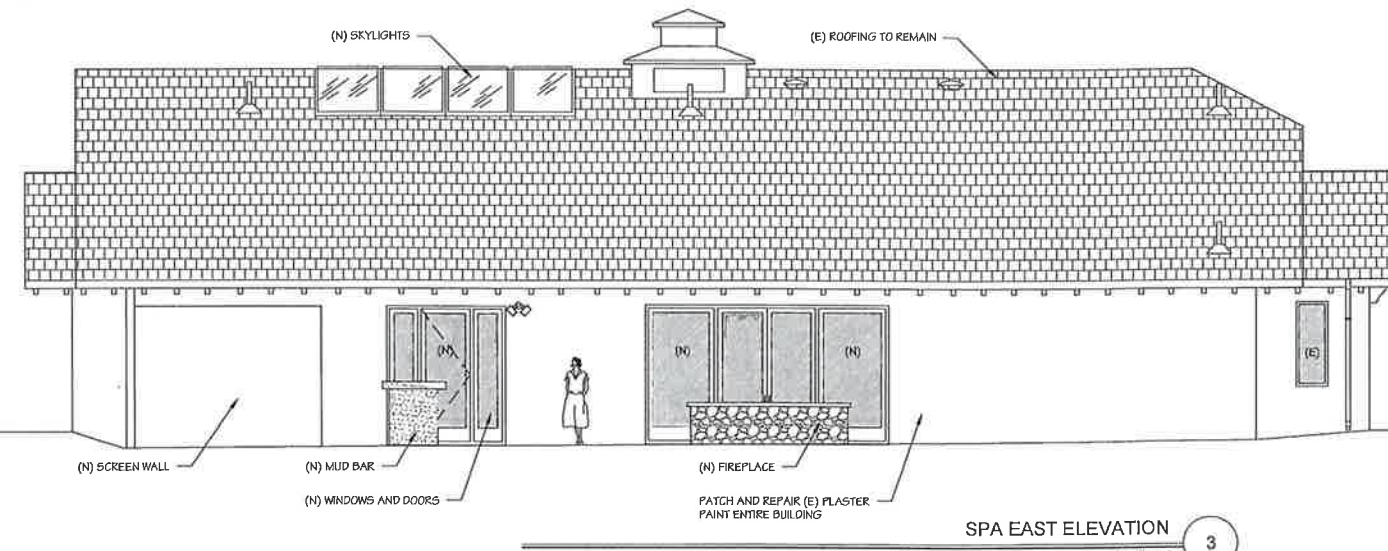 (N) SKYLIGHTS
(E) ROOFING TO REMAIN
(N)
(N)
(N)
(E)
(N) SCREEN WALL
(N) MUD BAR
(N) FIREPLACE
(N) WINDOWS AND DOORS
PATCH AND REPAIR (E) PLASTER
PAINT ENTIRE BUILDING
SPA EAST ELEVATION
3